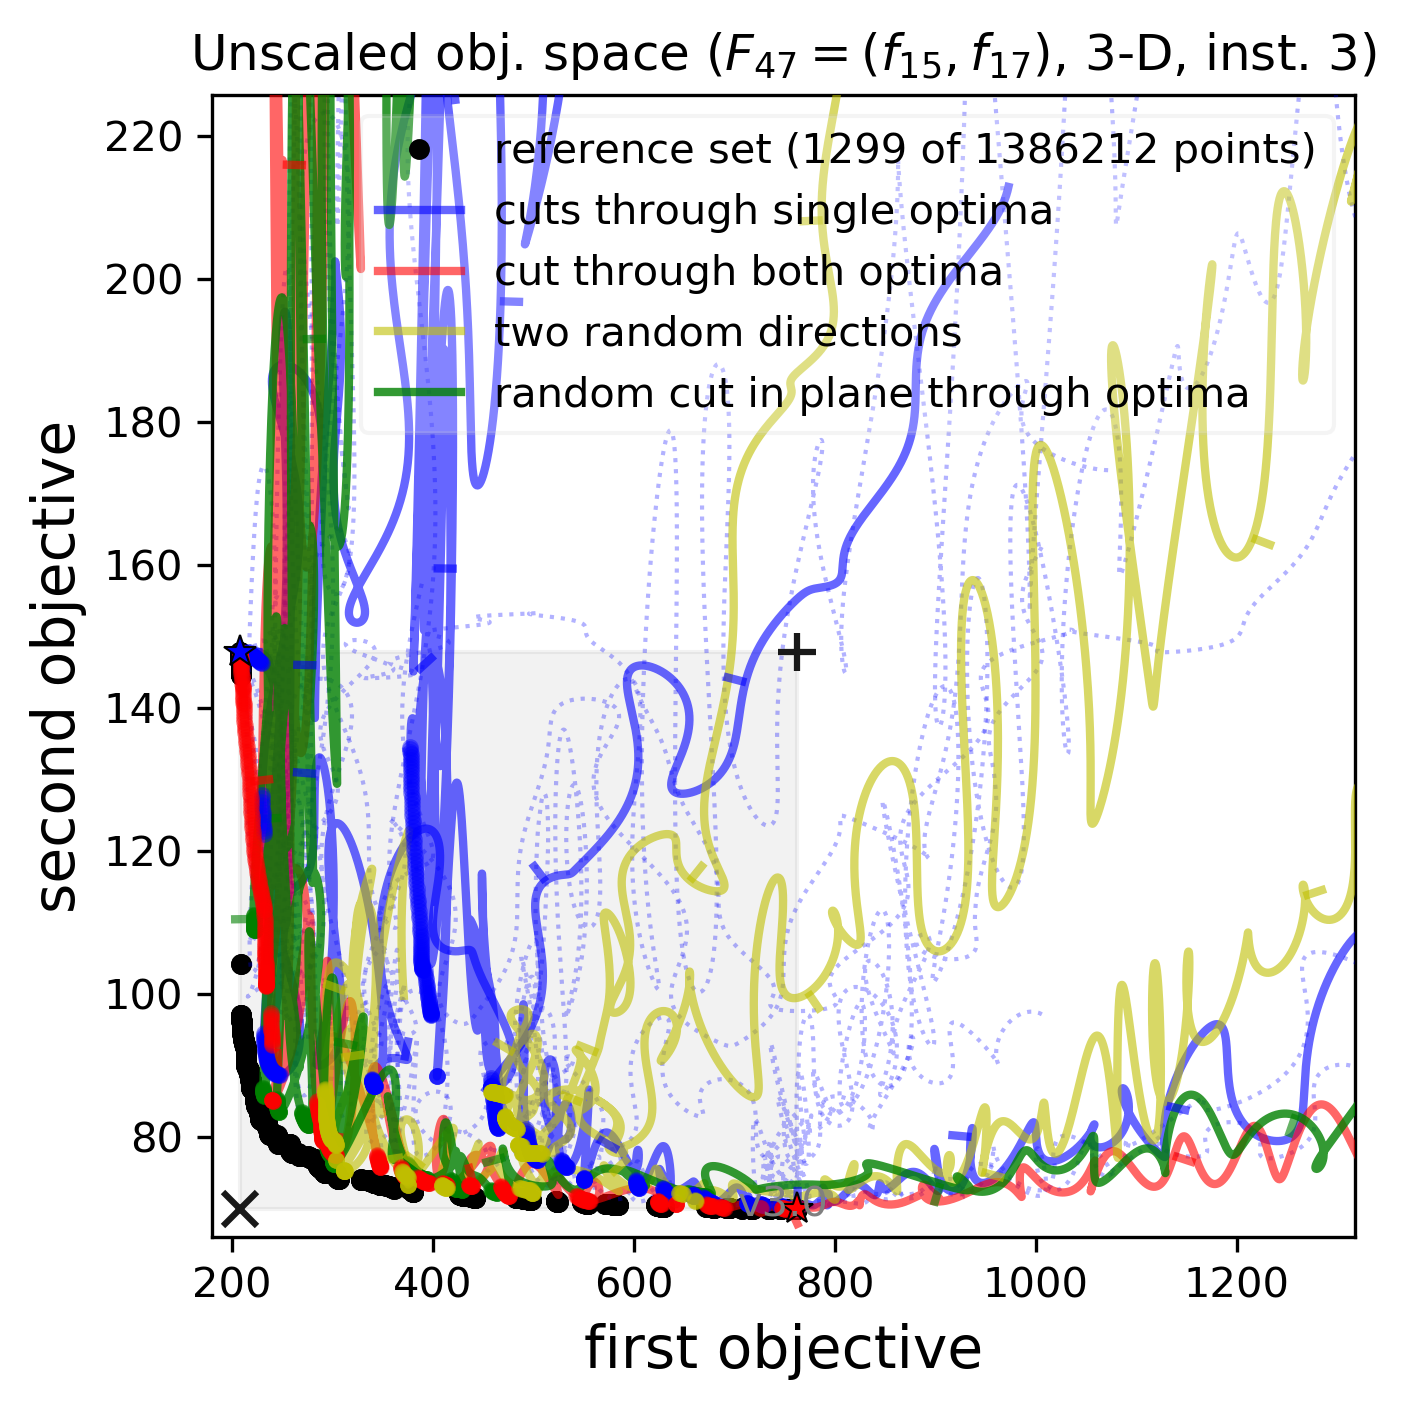 Unscaled obj. space (F47 = (f15, f17), 3-D, inst. 3)
220
200
180
160
140
120
100
80
second objective
reference set (1299 of 1386212 points)
cuts through single optima
cut through both optima
two random directions
random cut in plane through optima
200
400
600
800
1000
1200
first objective